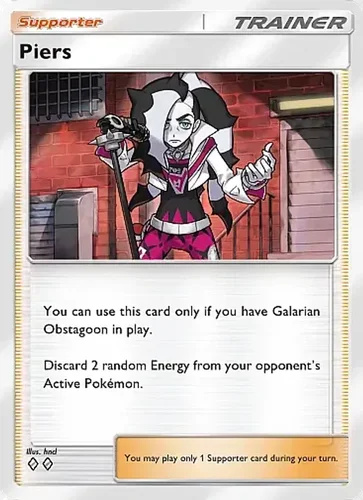 Supporter
TRAINER
Piers
You can use this card only if you have Galarian
Obstagoon in play.
Discard 2 random Energy from your opponent's
Active Pokémon.
Illus. hnd
You may play only 1 Supporter card during your turn.